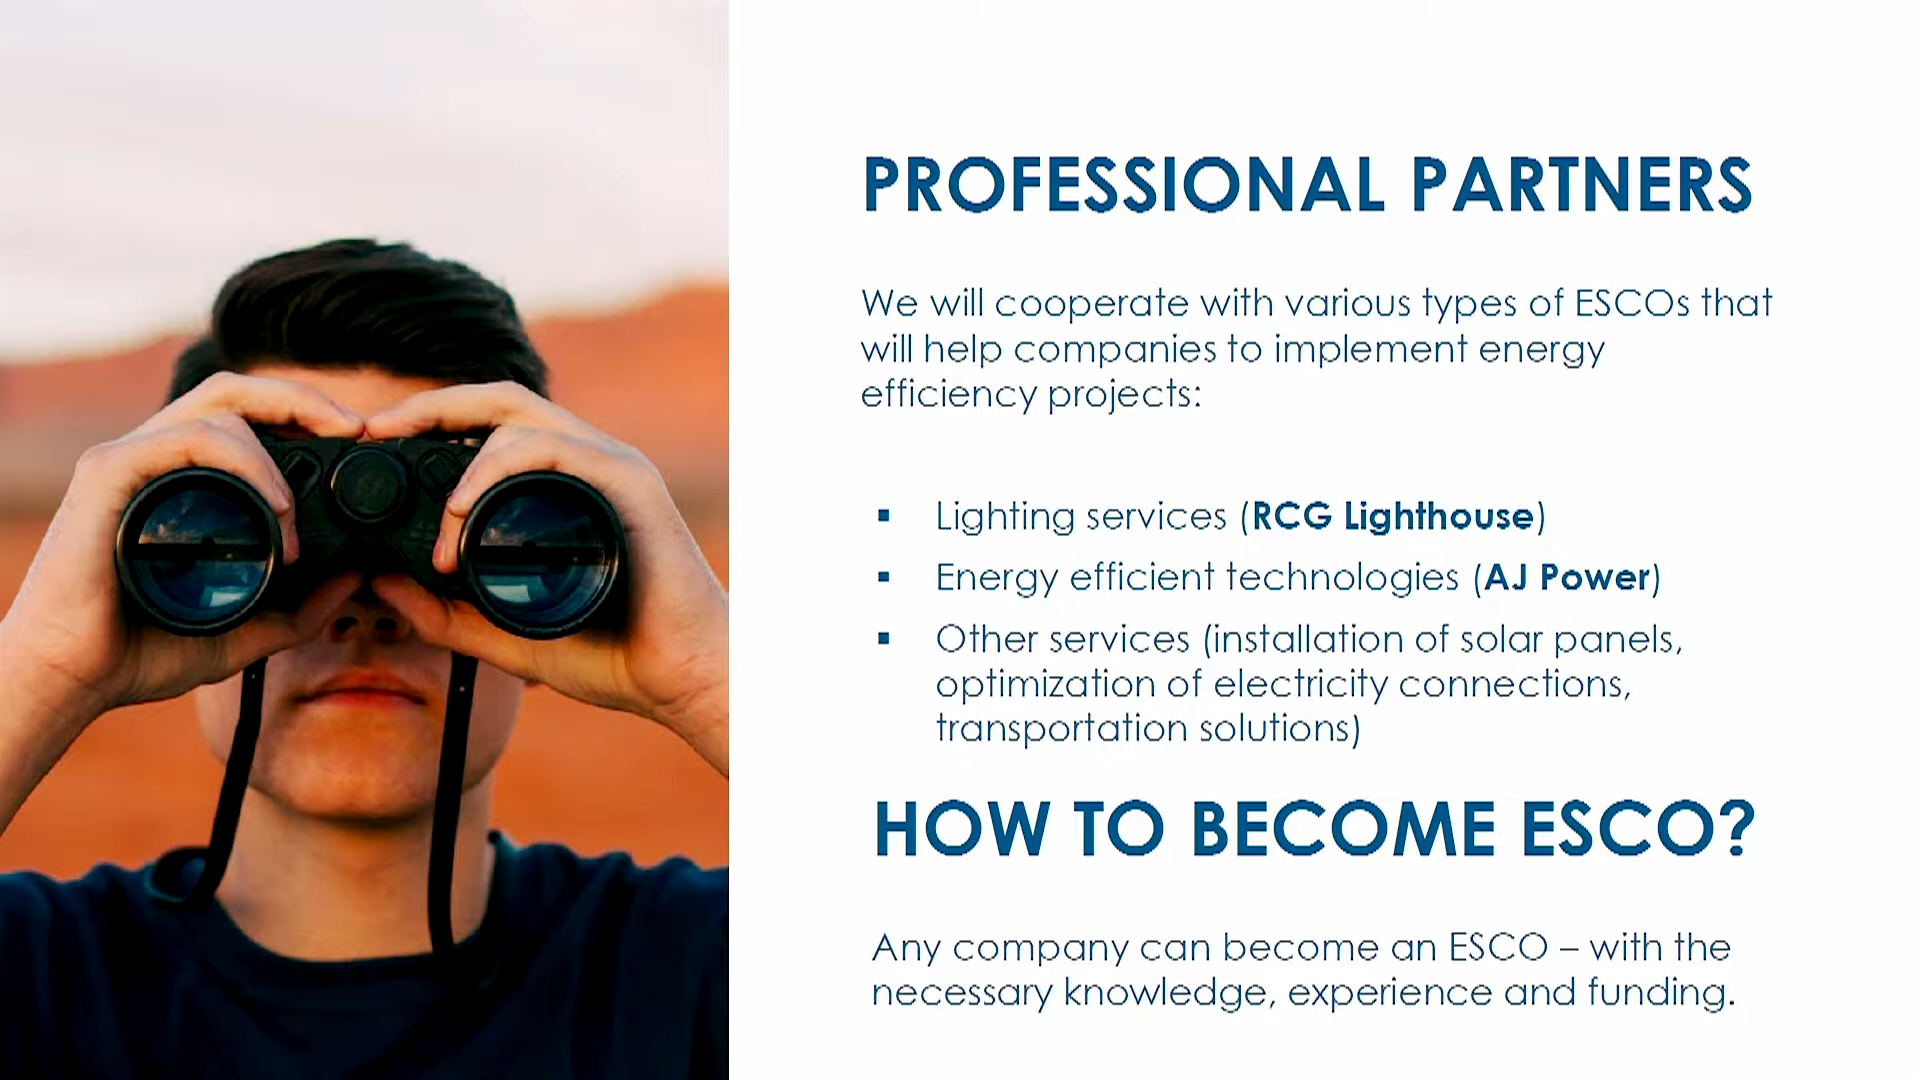 PROFESSIONAL PARTNERS
We will cooperate with various types of ESCOs that
will help companies to implement energy
efficiency projects:
▪ Lighting services (RCG Lighthouse)
▪ Energy efficient technologies (AJ Power)
▪ Other services (installation of solar panels,
optimization of electricity connections,
transportation solutions)
HOW TO BECOME ESCO?
Any company can become an ESCO – with the
necessary knowledge, experience and funding.